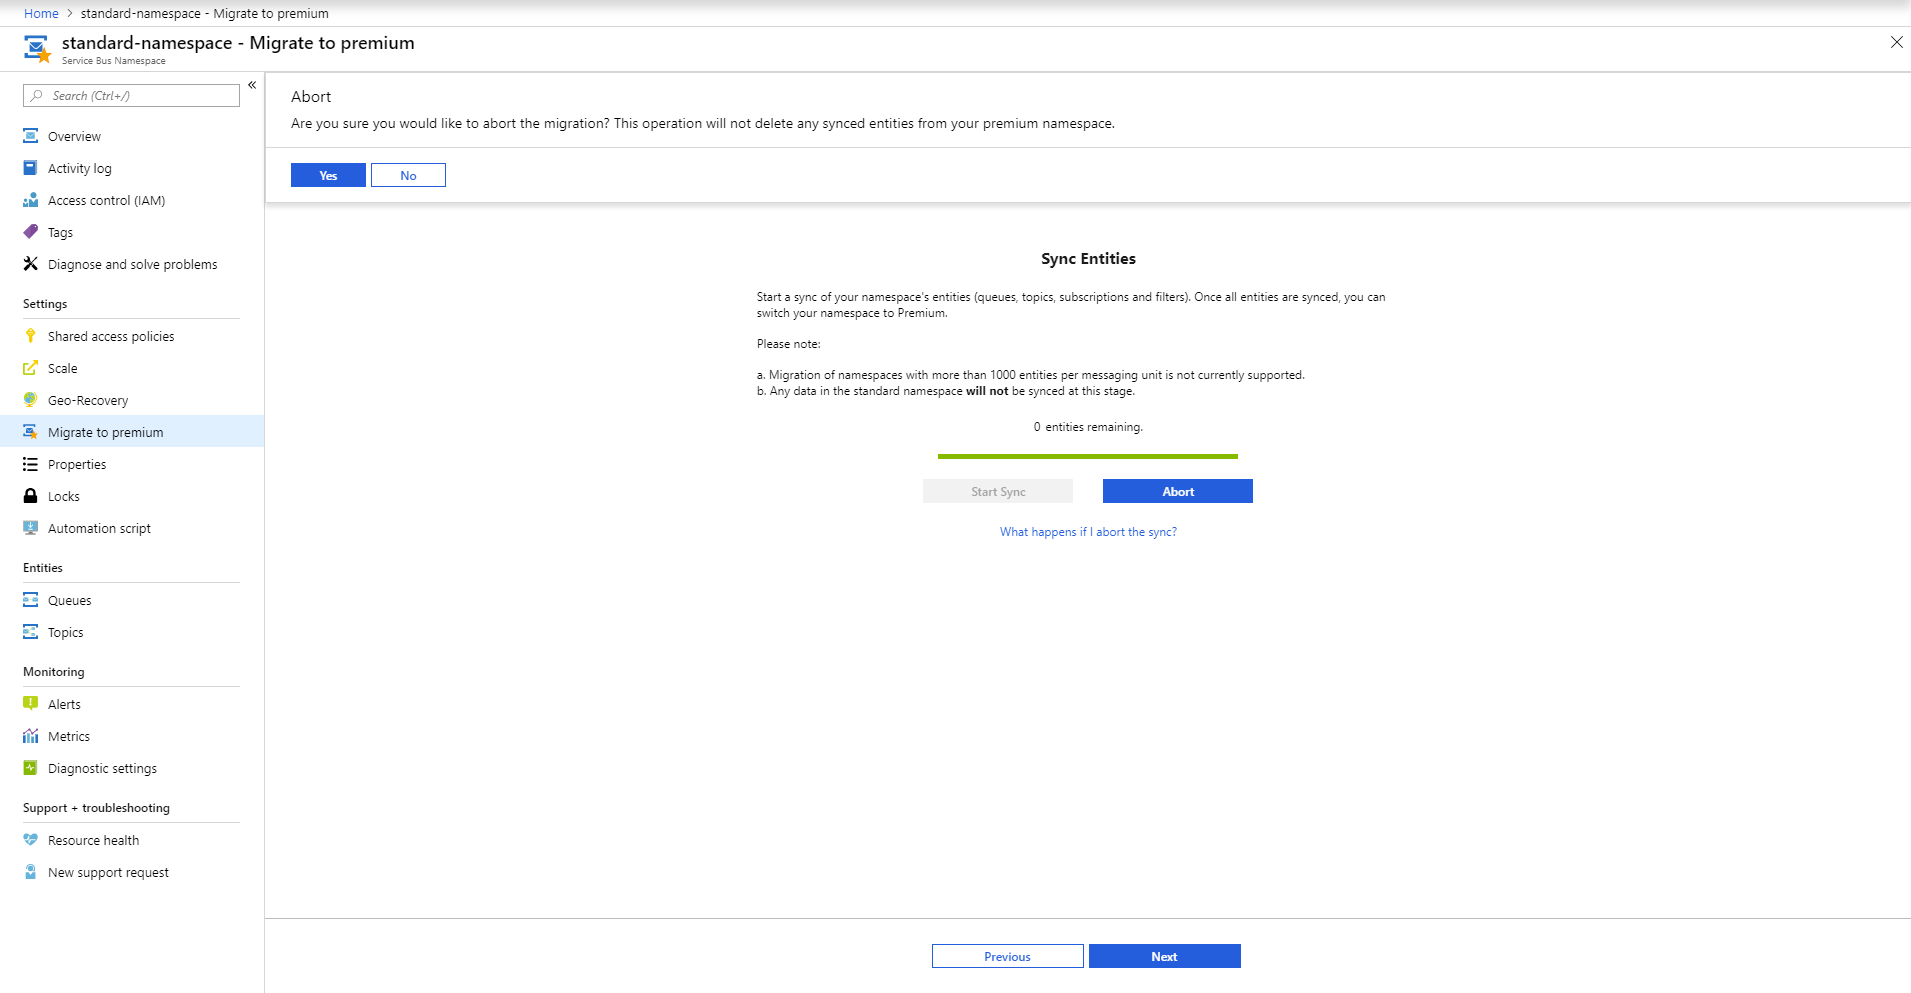 Home > standard-namespace - Migrate to premium
standard-namespace - Migrate to premium
Service Bus Namespace
Search (Ctrl+/)
Overview
Activity log
Access control (IAM)
Tags
Diagnose and solve problems
Settings
Shared access policies
Scale
Geo-Recovery
Migrate to premium
Properties
Locks
Automation script
Entities
Queues
Topics
Monitoring
Alerts
Metrics
Diagnostic settings
Support + troubleshooting
Resource health
New support request
Abort
Are you sure you would like to abort the migration? This operation will not delete any synced entities from your premium namespace.
Yes No
Sync Entities
Start a sync of your namespace's entities (queues, topics, subscriptions and filters). Once all entities are synced, you can
switch your namespace to Premium.
Please note:
a. Migration of namespaces with more than 1000 entities per messaging unit is not currently supported.
b. Any data in the standard namespace will not be synced at this stage.
0 entities remaining.
Start Sync Abort
What happens if I abort the sync?
Previous Next